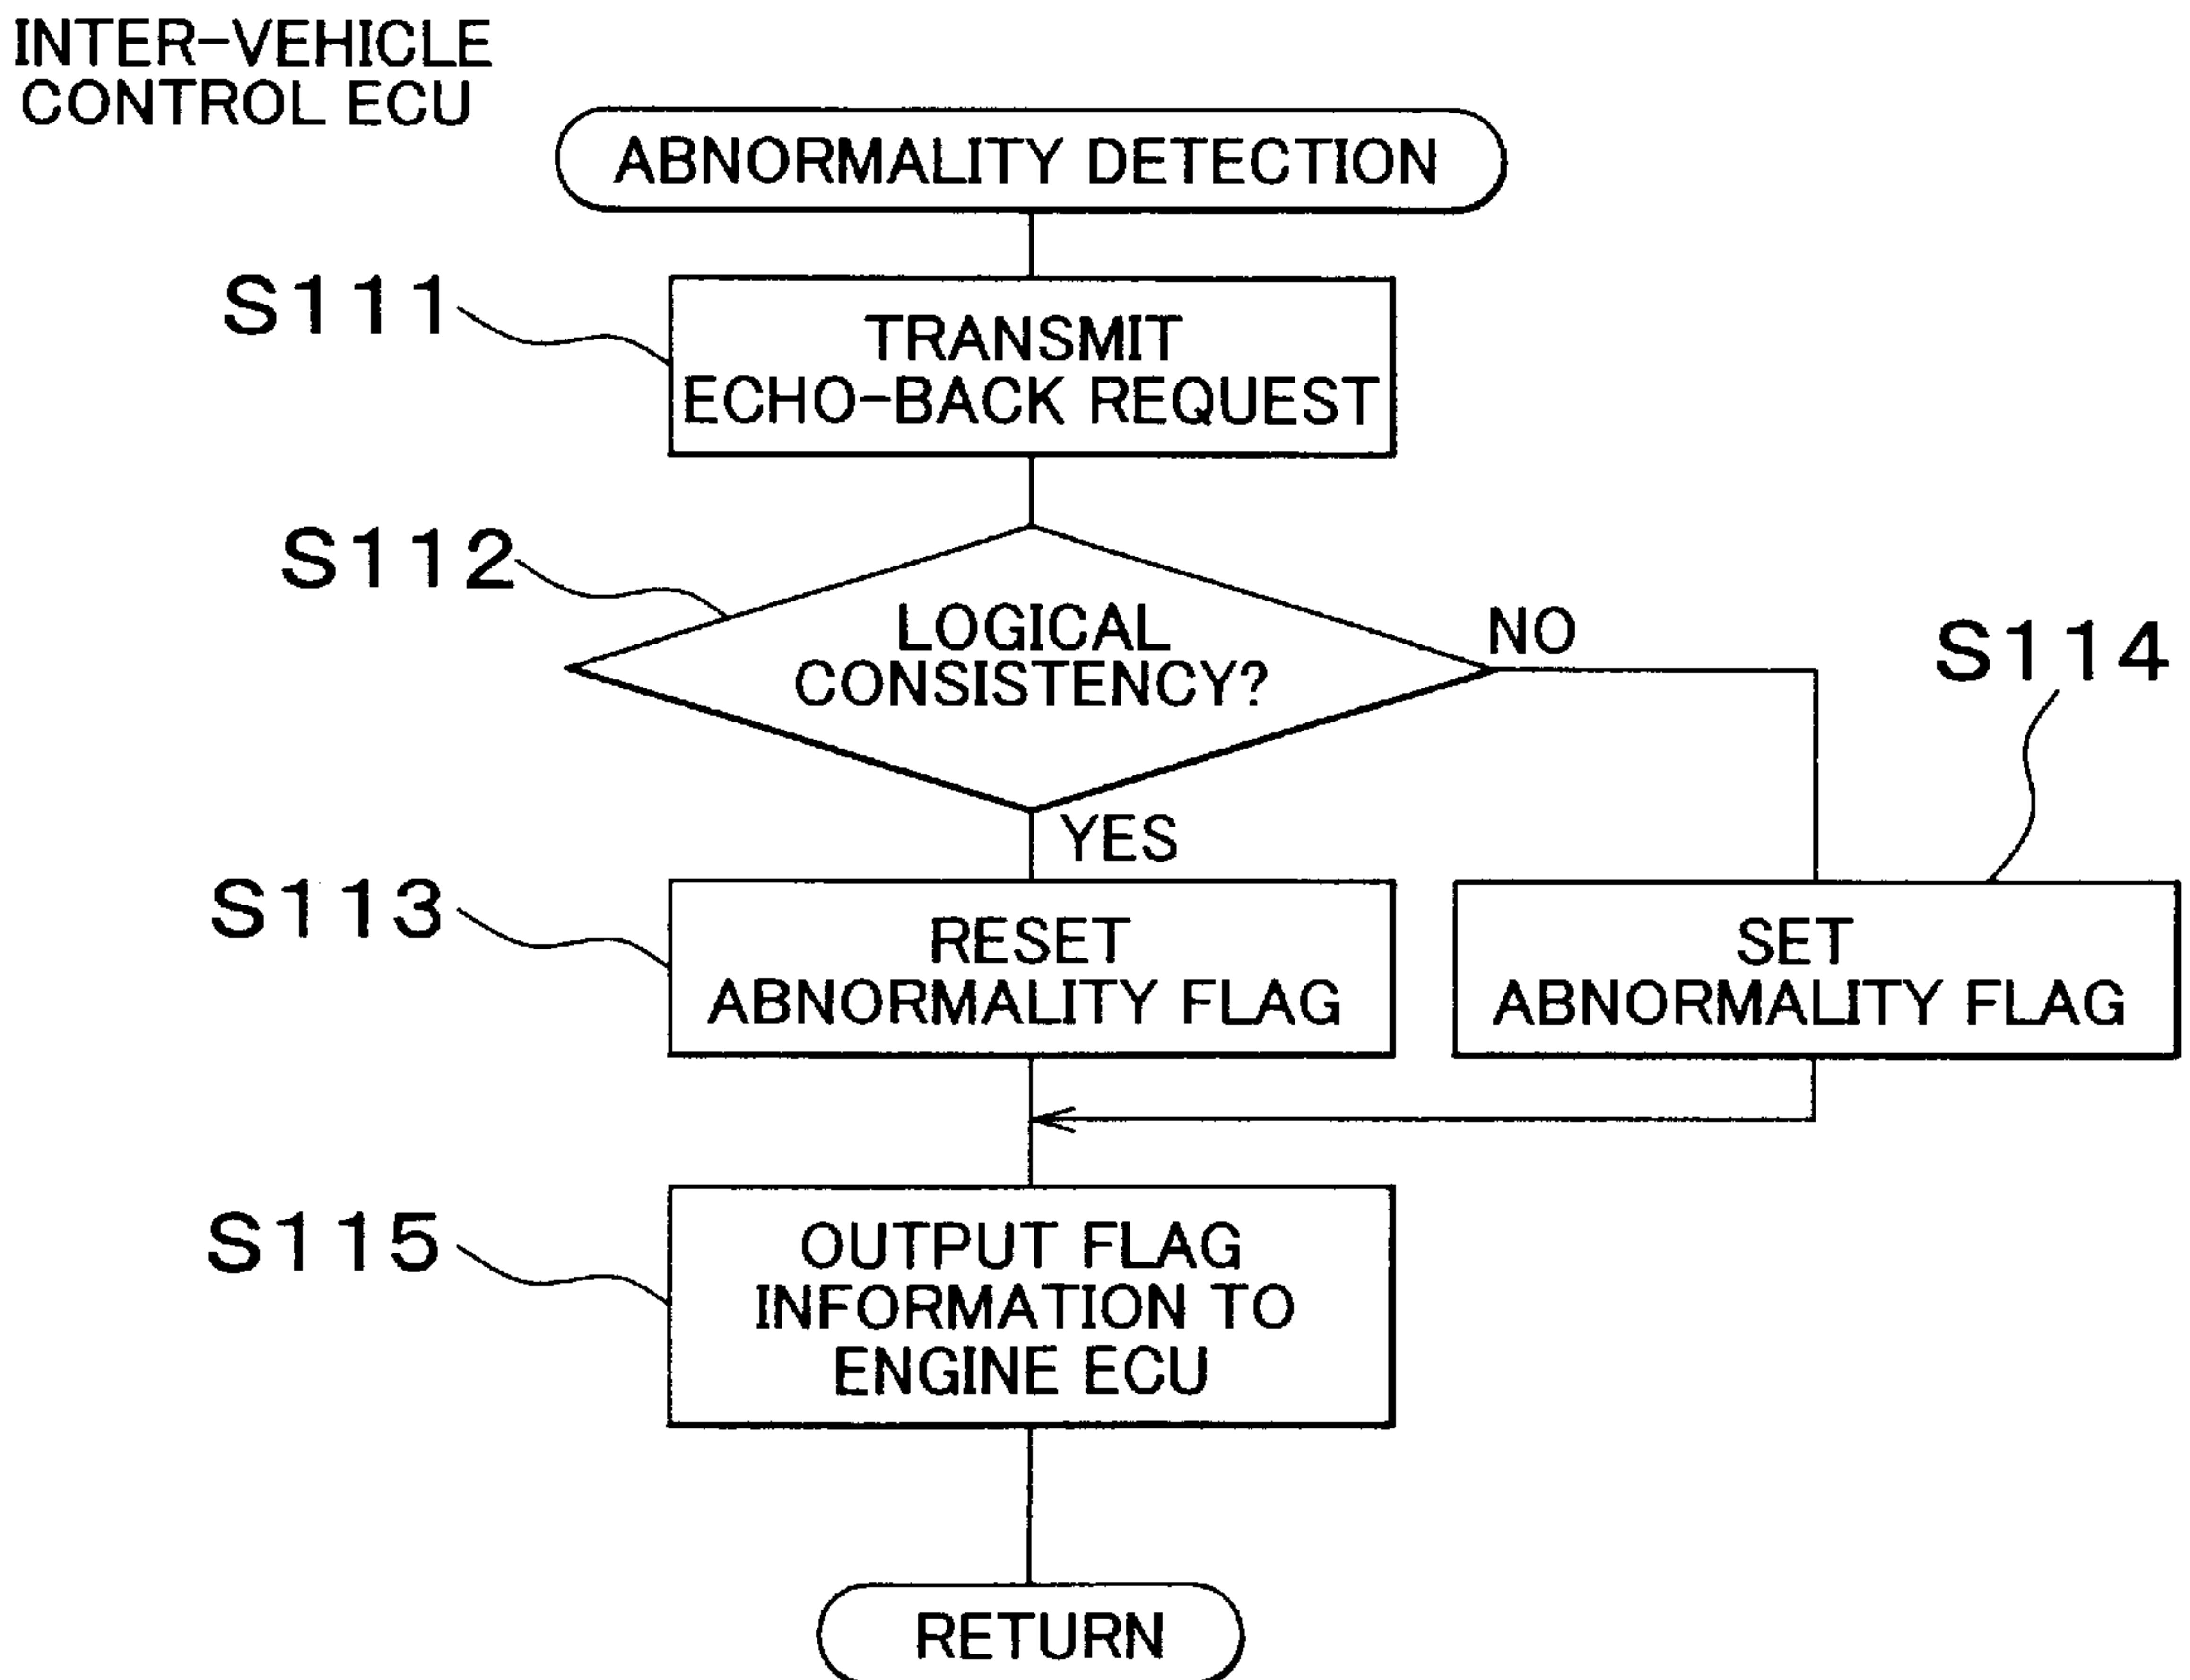 INTER-VEHICLE
CONTROL ECU
ABNORMALITY DETECTION
S111
TRANSMIT
ECHO-BACK REQUEST
S112
LOGICAL
CONSISTENCY?
NO
S114
YES
S113
RESET
ABNORMALITY FLAG
SET
ABNORMALITY FLAG
S115
OUTPUT FLAG
INFORMATION TO
ENGINE ECU
RETURN